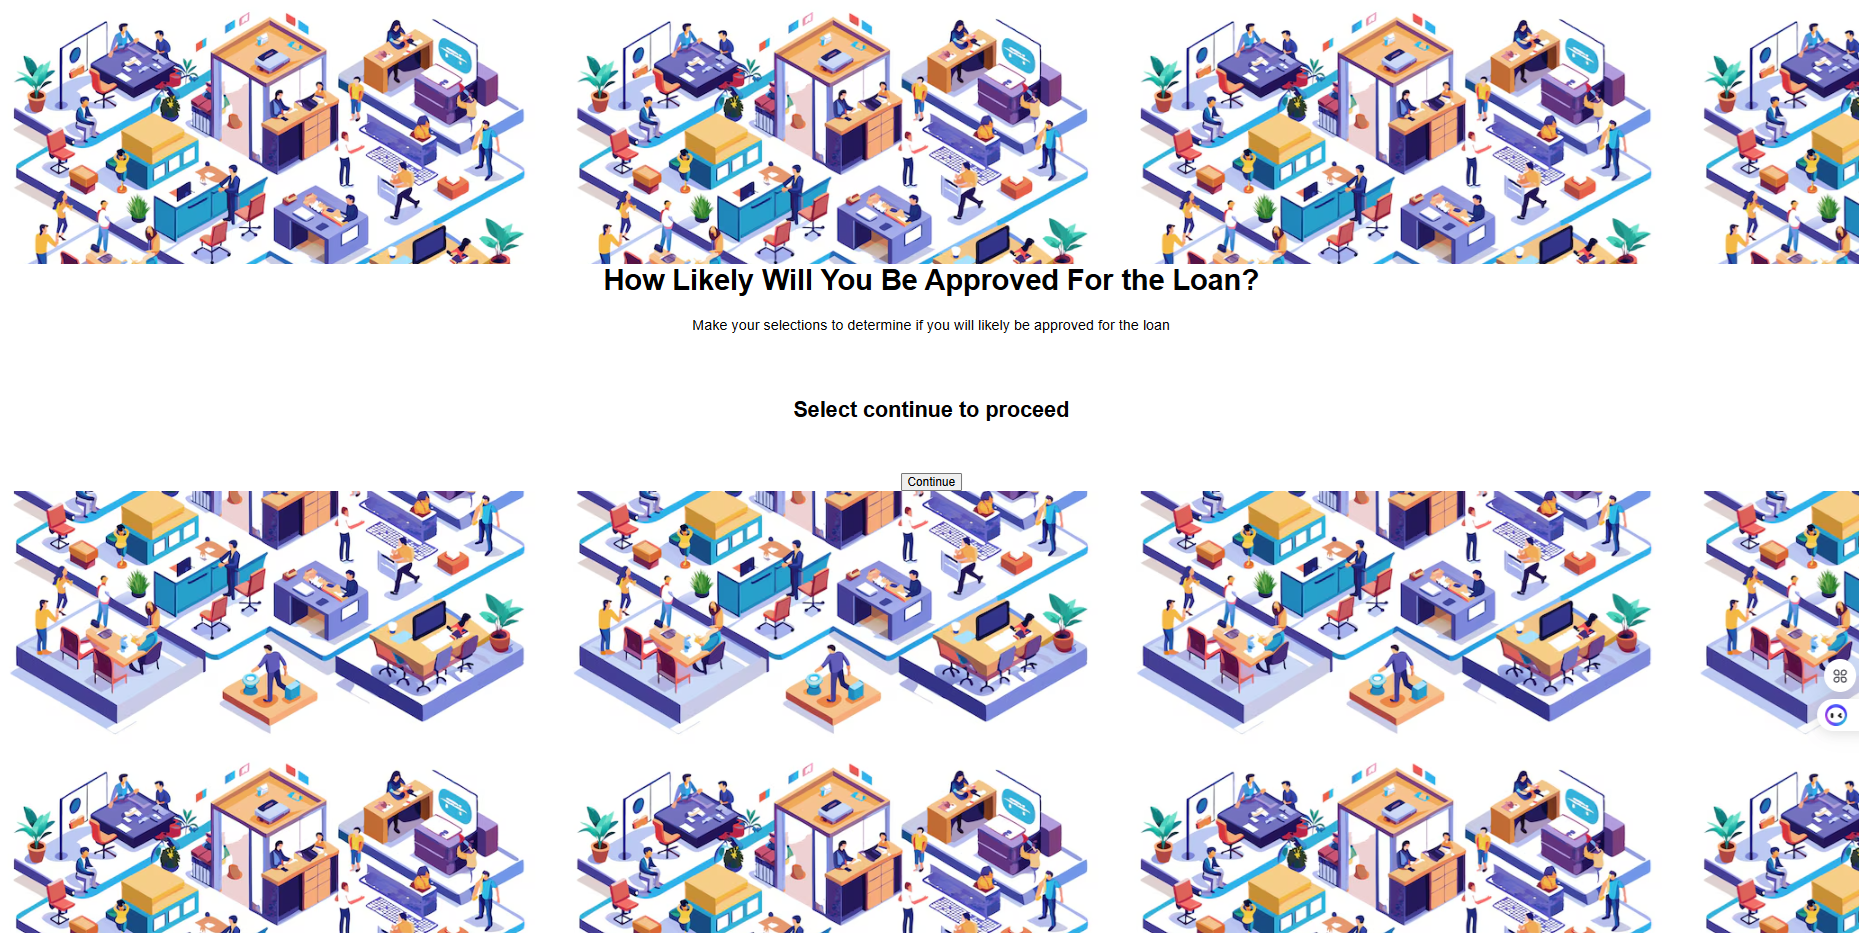 How Likely Will You Be Approved For the Loan?
Make your selections to determine if you will likely be approved for the loan
Select continue to proceed
Continue